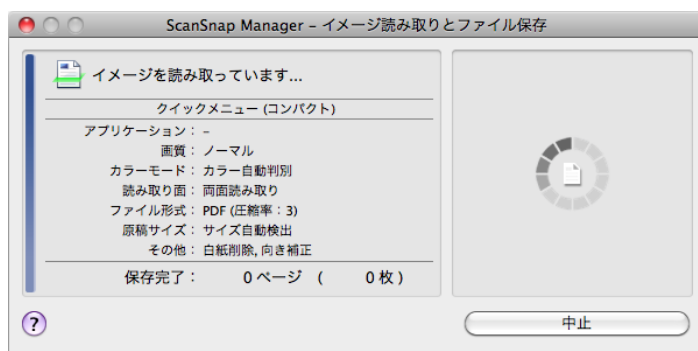 ScanSnap Manager – イメージ読み取りとファイル保存
イメージを読み取っています...
クイックメニュー (コンパクト)
アプリケーション： –
画質： ノーマル
カラーモード： カラー自動判別
読み取り面： 両面読み取り
ファイル形式： PDF (圧縮率：3)
原稿サイズ： サイズ自動検出
その他： 白紙削除, 向き補正
保存完了： 0 ページ ( 0 枚 )
?
中止